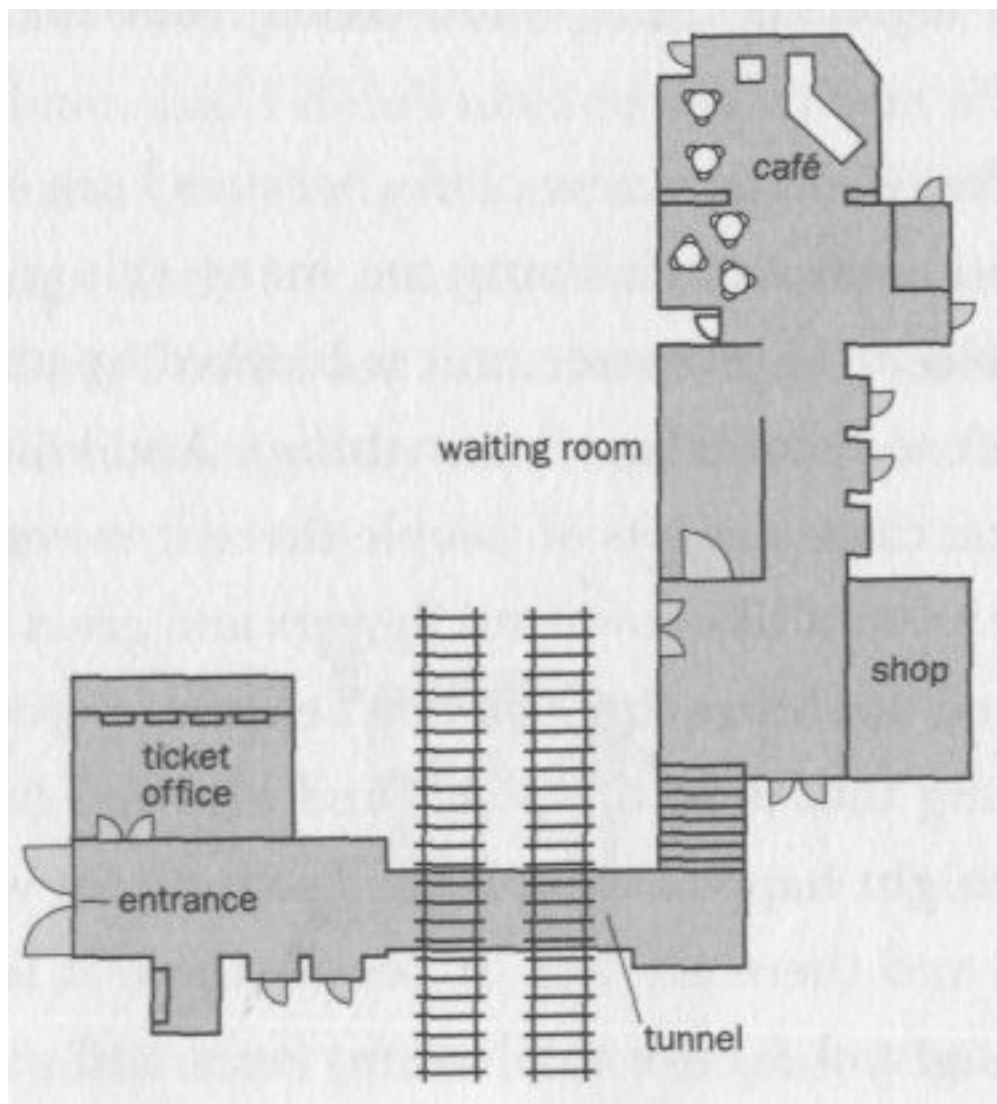 café
waiting room
shop
ticket
office
entrance
tunnel